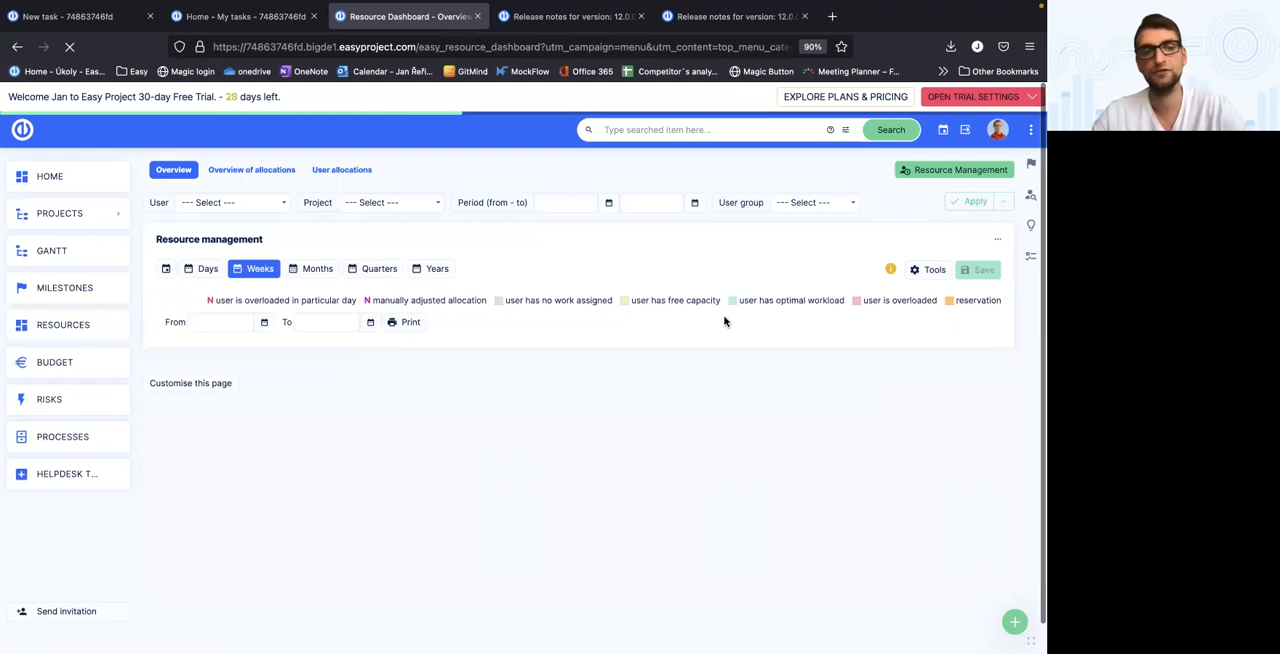 New task - 74863746fd
Home - My tasks - 74863746fd
Resource Dashboard - Overview
Release notes for version: 12.0.
Release notes for version: 12.0.
https://74863746fd.bigde1.easyproject.com/easy_resource_dashboard?utm_campaign=menu&utm_content=top_menu_cate
90%
Home - Úkoly - Eas...
Easy
Magic login
onedrive
OneNote
Calendar - Jan Řeři...
GitMind
MockFlow
Office 365
Competitor`s analy...
Magic Button
Meeting Planner – F...
Other Bookmarks
Welcome Jan to Easy Project 30-day Free Trial. - 28 days left.
EXPLORE PLANS & PRICING
OPEN TRIAL SETTINGS
Type searched item here...
Search
HOME
PROJECTS
GANTT
MILESTONES
RESOURCES
BUDGET
RISKS
PROCESSES
HELPDESK T...
Send invitation
Overview
Overview of allocations
User allocations
Resource Management
User
--- Select ---
Project
--- Select ---
Period (from - to)
User group
--- Select ---
Apply
Resource management
Days
Weeks
Months
Quarters
Years
Tools
Save
N user is overloaded in particular day
N manually adjusted allocation
user has no work assigned
user has free capacity
user has optimal workload
user is overloaded
reservation
From
To
Print
Customise this page